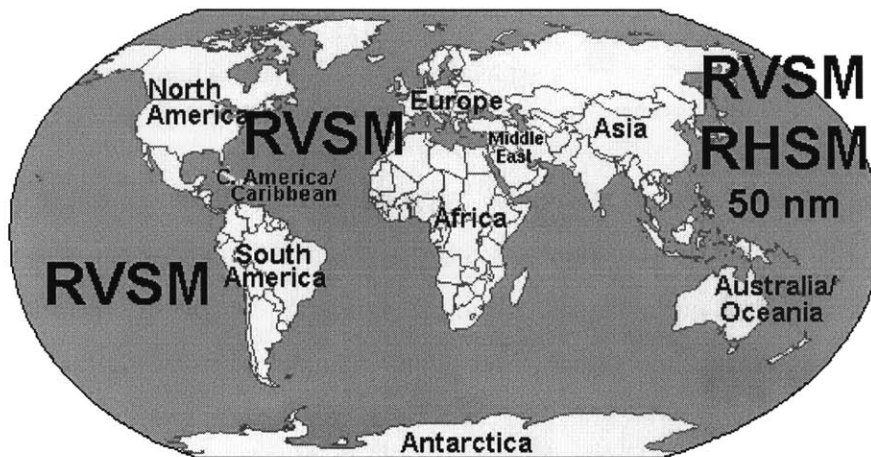 North
America
RVSM
C. America/
Caribbean
South
America
RVSM
Europe
Middle
East
Africa
Asia
RVSM
RHSM
50 nm
Australia/
Oceania
Antarctica